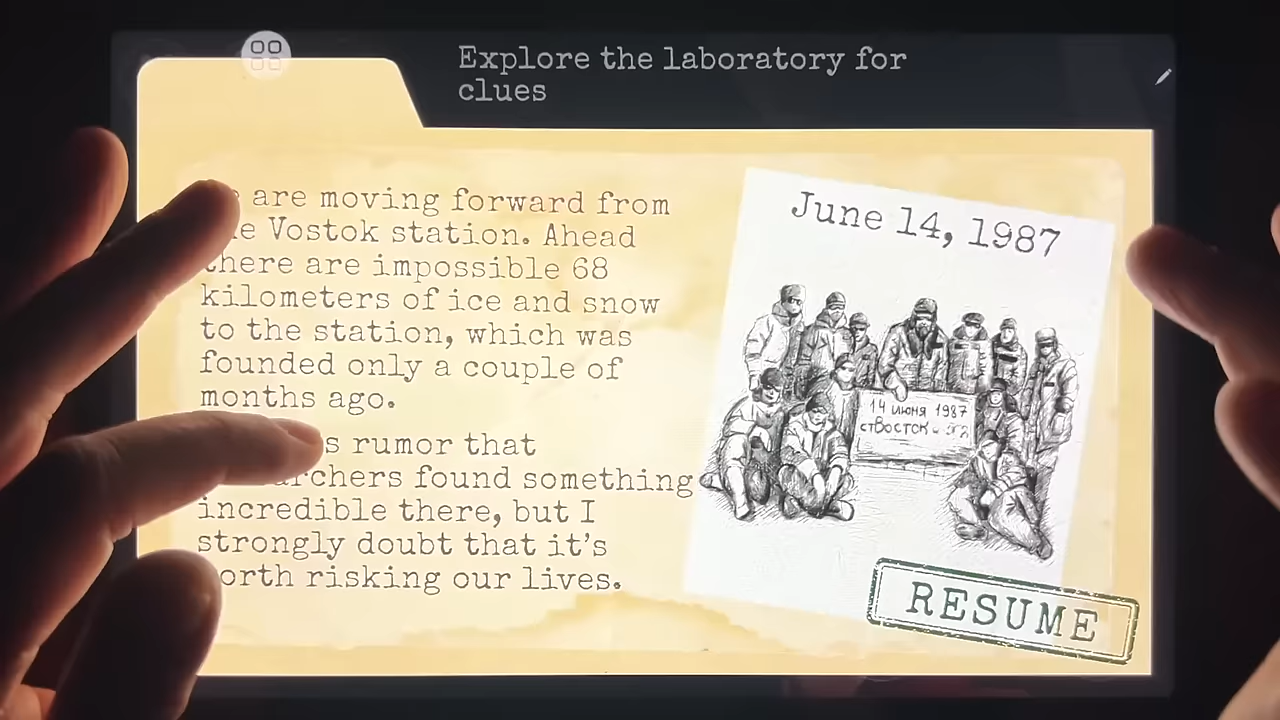 Explore the laboratory for
clues
are moving forward from
Vostok station. Ahead
there are impossible 68
kilometers of ice and snow
to the station, which was
founded only a couple of
months ago.
rumor that
found something
incredible there, but I
strongly doubt that it's
risking our lives.
June 14, 1987
14 июня 1987
RESUME